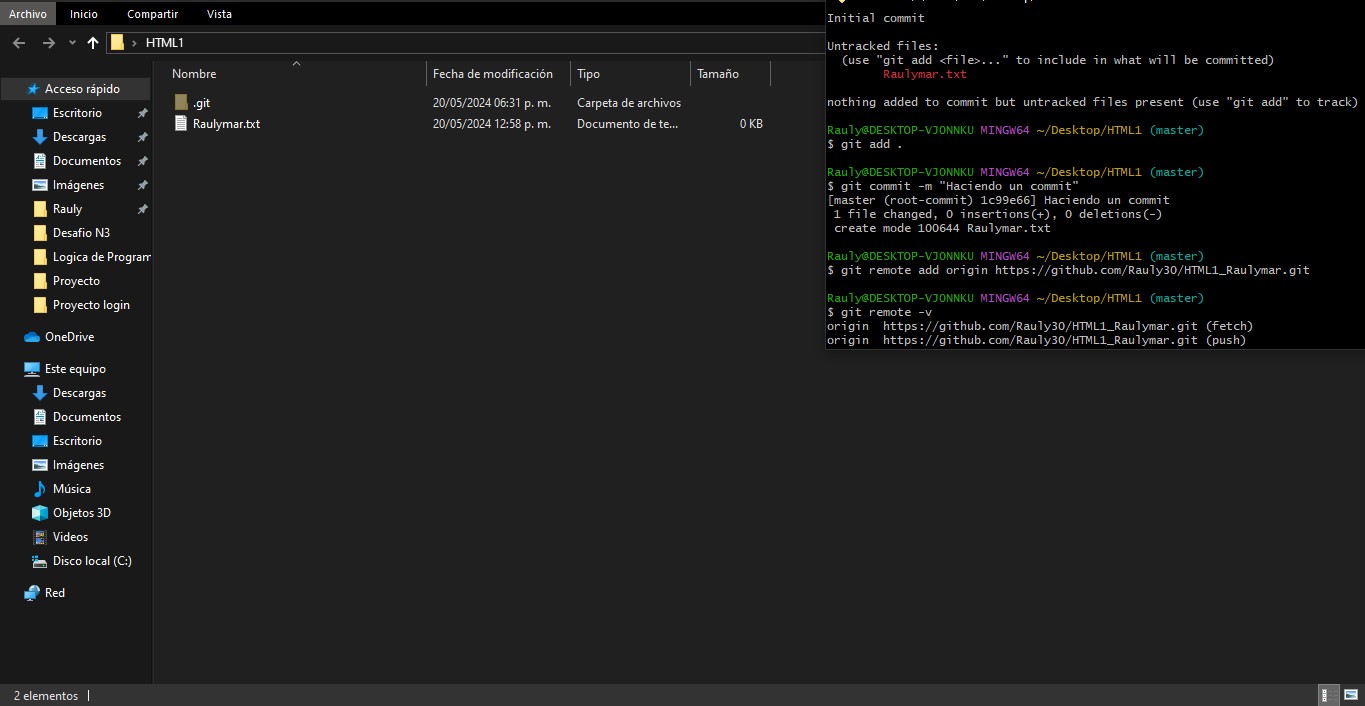 Archivo Inicio Compartir Vista
HTML1
Nombre Fecha de modificación Tipo Tamaño
.git 20/05/2024 06:31 p. m. Carpeta de archivos
Raulymar.txt 20/05/2024 12:58 p. m. Documento de te... 0 KB
Acceso rápido
Escritorio
Descargas
Documentos
Imágenes
Rauly
Desafio N3
Logica de Program
Proyecto
Proyecto login
OneDrive
Este equipo
Descargas
Documentos
Escritorio
Imágenes
Música
Objetos 3D
Videos
Disco local (C:)
Red
2 elementos
Initial commit
Untracked files:
(use "git add <file>..." to include in what will be committed)
Raulymar.txt
nothing added to commit but untracked files present (use "git add" to track)
Rauly@DESKTOP-VJONNKU MINGW64 ~/Desktop/HTML1 (master)
$ git add .
Rauly@DESKTOP-VJONNKU MINGW64 ~/Desktop/HTML1 (master)
$ git commit -m "Haciendo un commit"
[master (root-commit) 1c99e66] Haciendo un commit
1 file changed, 0 insertions(+), 0 deletions(-)
create mode 100644 Raulymar.txt
Rauly@DESKTOP-VJONNKU MINGW64 ~/Desktop/HTML1 (master)
$ git remote add origin https://github.com/Rauly30/HTML1_Raulymar.git
Rauly@DESKTOP-VJONNKU MINGW64 ~/Desktop/HTML1 (master)
$ git remote -v
origin https://github.com/Rauly30/HTML1_Raulymar.git (fetch)
origin https://github.com/Rauly30/HTML1_Raulymar.git (push)